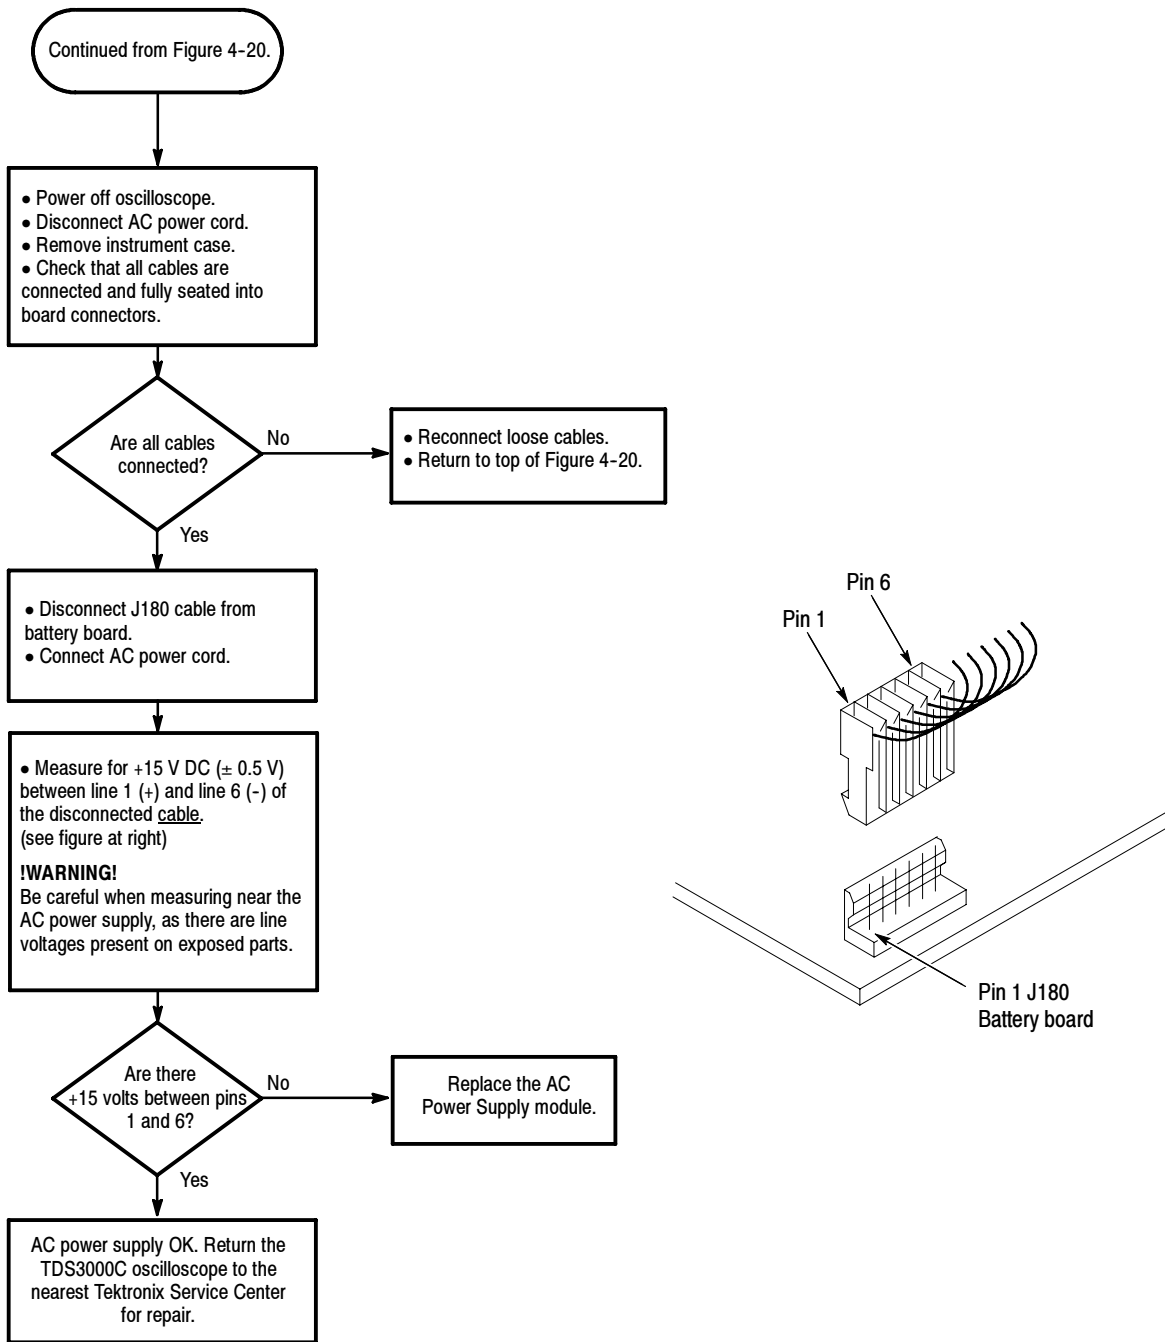 Continued from Figure 4-20.
● Power off oscilloscope.
● Disconnect AC power cord.
● Remove instrument case.
● Check that all cables are
connected and fully seated into
board connectors.
Are all cables
connected?
No
● Reconnect loose cables.
● Return to top of Figure 4-20.
Yes
● Disconnect J180 cable from
battery board.
● Connect AC power cord.
● Measure for +15 V DC (± 0.5 V)
between line 1 (+) and line 6 (-) of
the disconnected cable.
(see figure at right)
!WARNING!
Be careful when measuring near the
AC power supply, as there are line
voltages present on exposed parts.
Pin 6
Pin 1
Pin 1 J180
Battery board
Are there
+15 volts between pins
1 and 6?
No
Replace the AC
Power Supply module.
Yes
AC power supply OK. Return the
TDS3000C oscilloscope to the
nearest Tektronix Service Center
for repair.